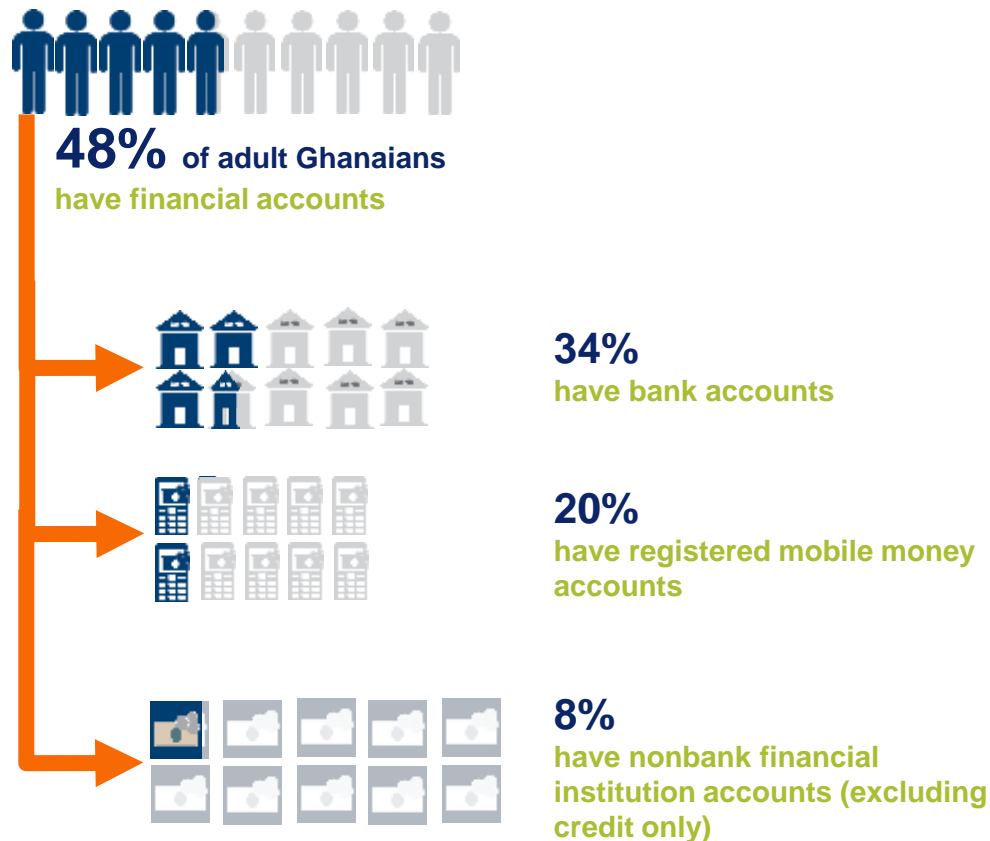 48% of adult Ghanaians
have financial accounts
34%
have bank accounts
20%
have registered mobile money
accounts
8%
have nonbank financial
institution accounts (excluding
credit only)